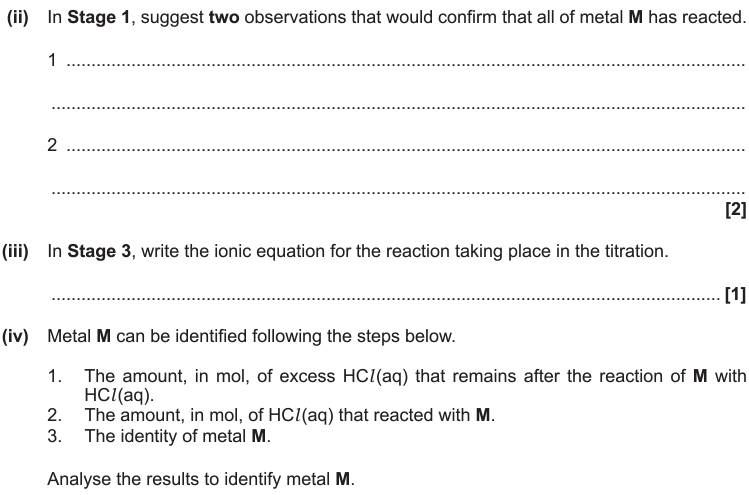 (ii) In Stage 1, suggest two observations that would confirm that all of metal M has reacted.
1 ........................................................................................................................................
........................................................................................................................................
2 ........................................................................................................................................
........................................................................................................................................
[2]
(iii) In Stage 3, write the ionic equation for the reaction taking place in the titration.
........................................................................................................................................ [1]
(iv) Metal M can be identified following the steps below.
1. The amount, in mol, of excess HCl(aq) that remains after the reaction of M with
HCl(aq).
2. The amount, in mol, of HCl(aq) that reacted with M.
3. The identity of metal M.
Analyse the results to identify metal M.